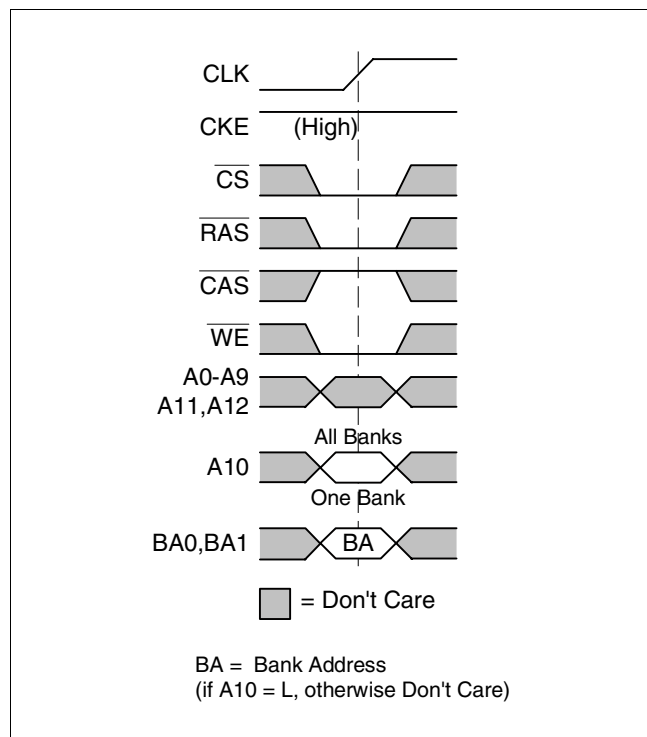 CLK
CKE (High)
CS
RAS
CAS
WE
A0-A9
A11,A12
All Banks
A10
One Bank
BA0,BA1 BA
= Don't Care
BA = Bank Address
(if A10 = L, otherwise Don't Care)